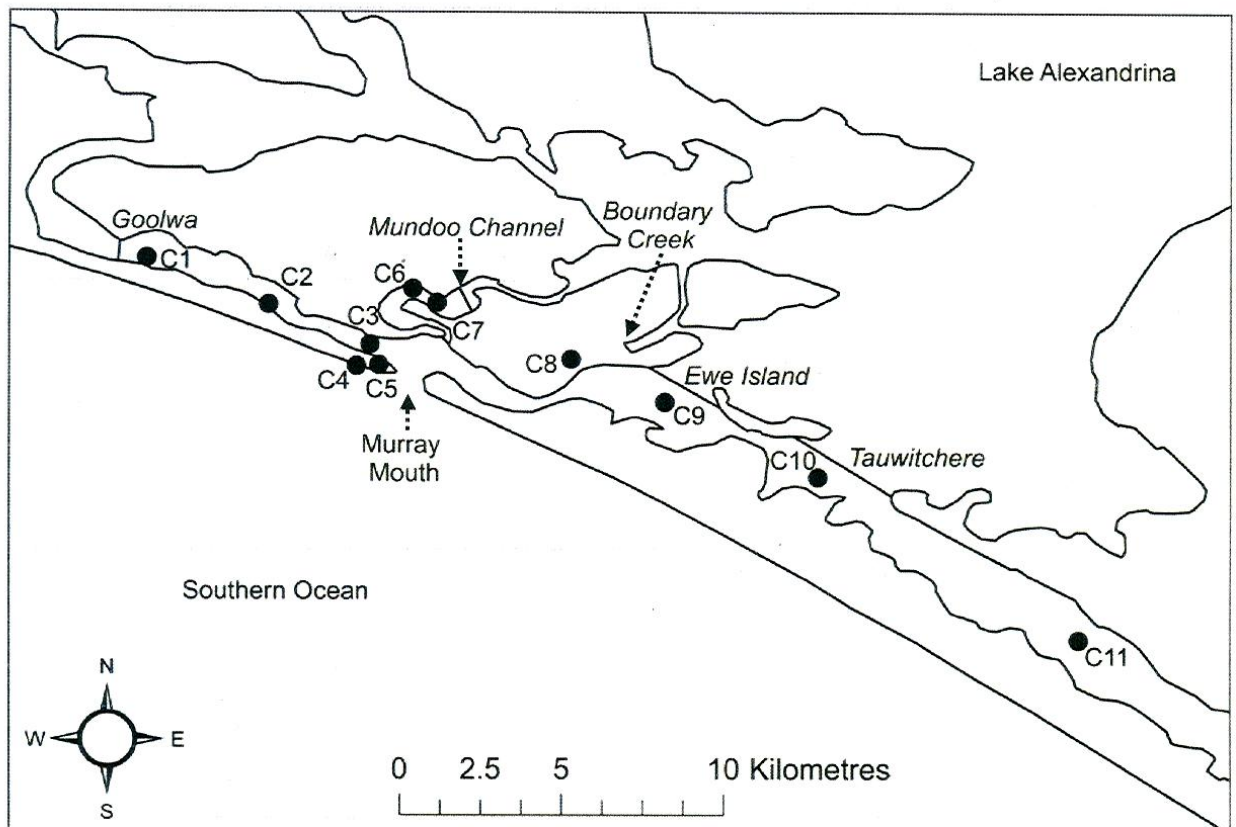 Lake Alexandrina
Goolwa
C1
C2
Mundoo Channel
Boundary
Creek
C6
C7
C3
C4
C5
C8
Ewe Island
C9
Murray
Mouth
C10
Tauwitchere
Southern Ocean
C11
N
W
E
S
0 2.5 5 10 Kilometres